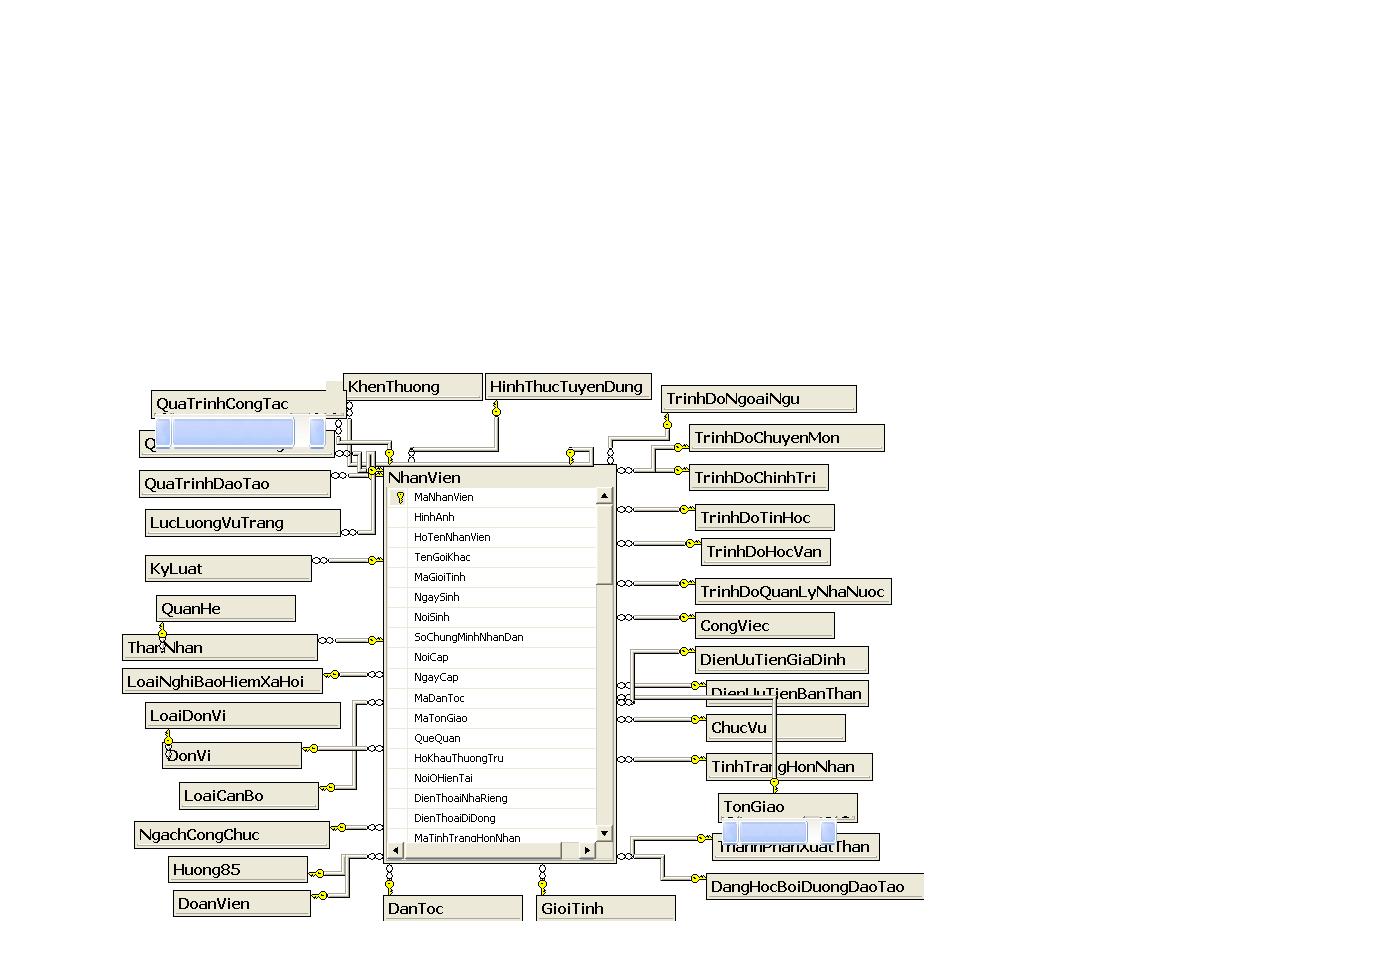 KhenThuong
HinhThucTuyenDung
QuaTrinhCongTac
TrinhDoNgoaiNgu
TrinhDoChuyenMon
QuaTrinhDaoTao
TrinhDoChinhTri
LucLuongVuTrang
TrinhDoTinHoc
TrinhDoHocVan
KyLuat
TrinhDoQuanLyNhaNuoc
QuanHe
CongViec
ThanNhan
DienUuTienGiaDinh
LoaiNghiBaoHiemXaHoi
DienUuTienBanThan
LoaiDonVi
ChucVu
DonVi
TinhTrangHonNhan
LoaiCanBo
TonGiao
NgachCongChuc
ThanhPhanXuatThan
Huong85
DangHocBoiDuongDaoTao
DoanVien
DanToc
GioiTinh
NhanVien
MaNhanVien
HinhAnh
HoTenNhanVien
TenGoiKhac
MaGioiTinh
NgaySinh
NoiSinh
SoChungMinhNhanDan
NoiCap
NgayCap
MaDanToc
MaTonGiao
QueQuan
HoKhauThuongTru
NoiOHienTai
DienThoaiNhaRieng
DienThoaiDiDong
MaTinhTrangHonNhan